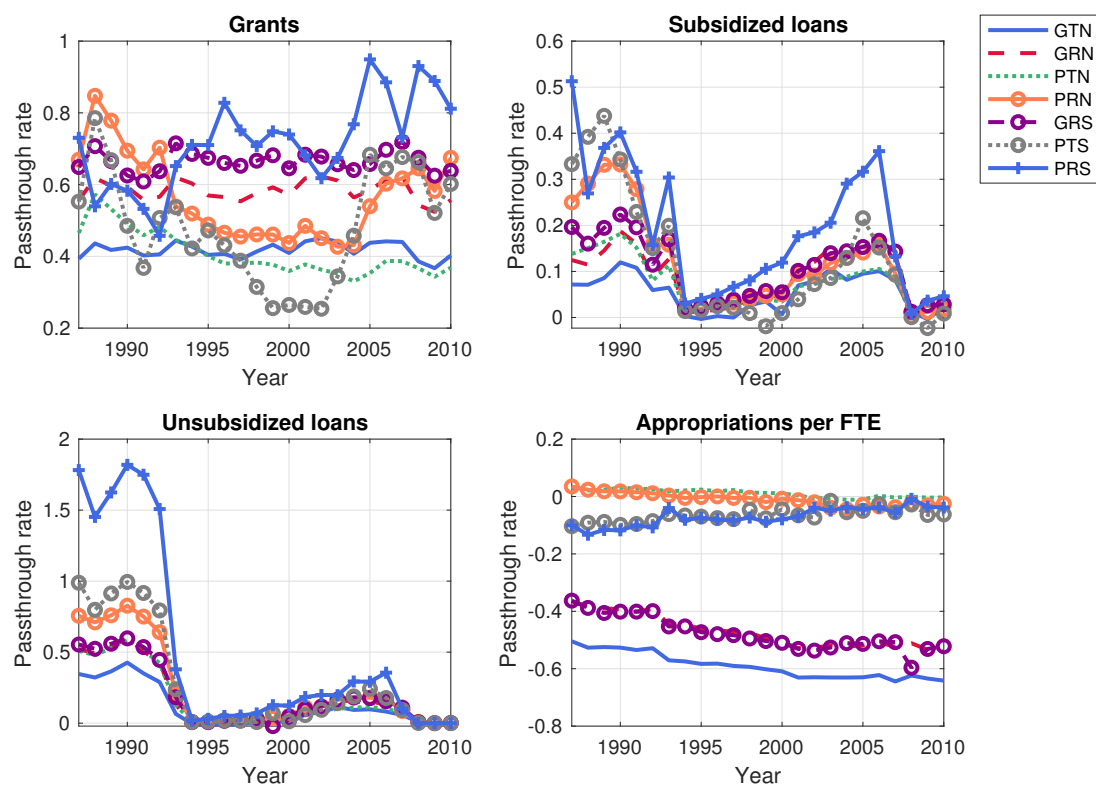 Grants
Passthrough rate
1
0.8
0.6
0.4
0.2
1990 1995 2000 2005 2010
Year
Subsidized loans
Passthrough rate
0.6
0.5
0.4
0.3
0.2
0.1
0
1990 1995 2000 2005 2010
Year
GTN
GRN
PTN
PRN
GRS
PTS
PRS
Unsubsidized loans
Passthrough rate
2
1.5
1
0.5
0
1990 1995 2000 2005 2010
Year
Appropriations per FTE
Passthrough rate
0.2
0
-0.2
-0.4
-0.6
-0.8
1990 1995 2000 2005 2010
Year